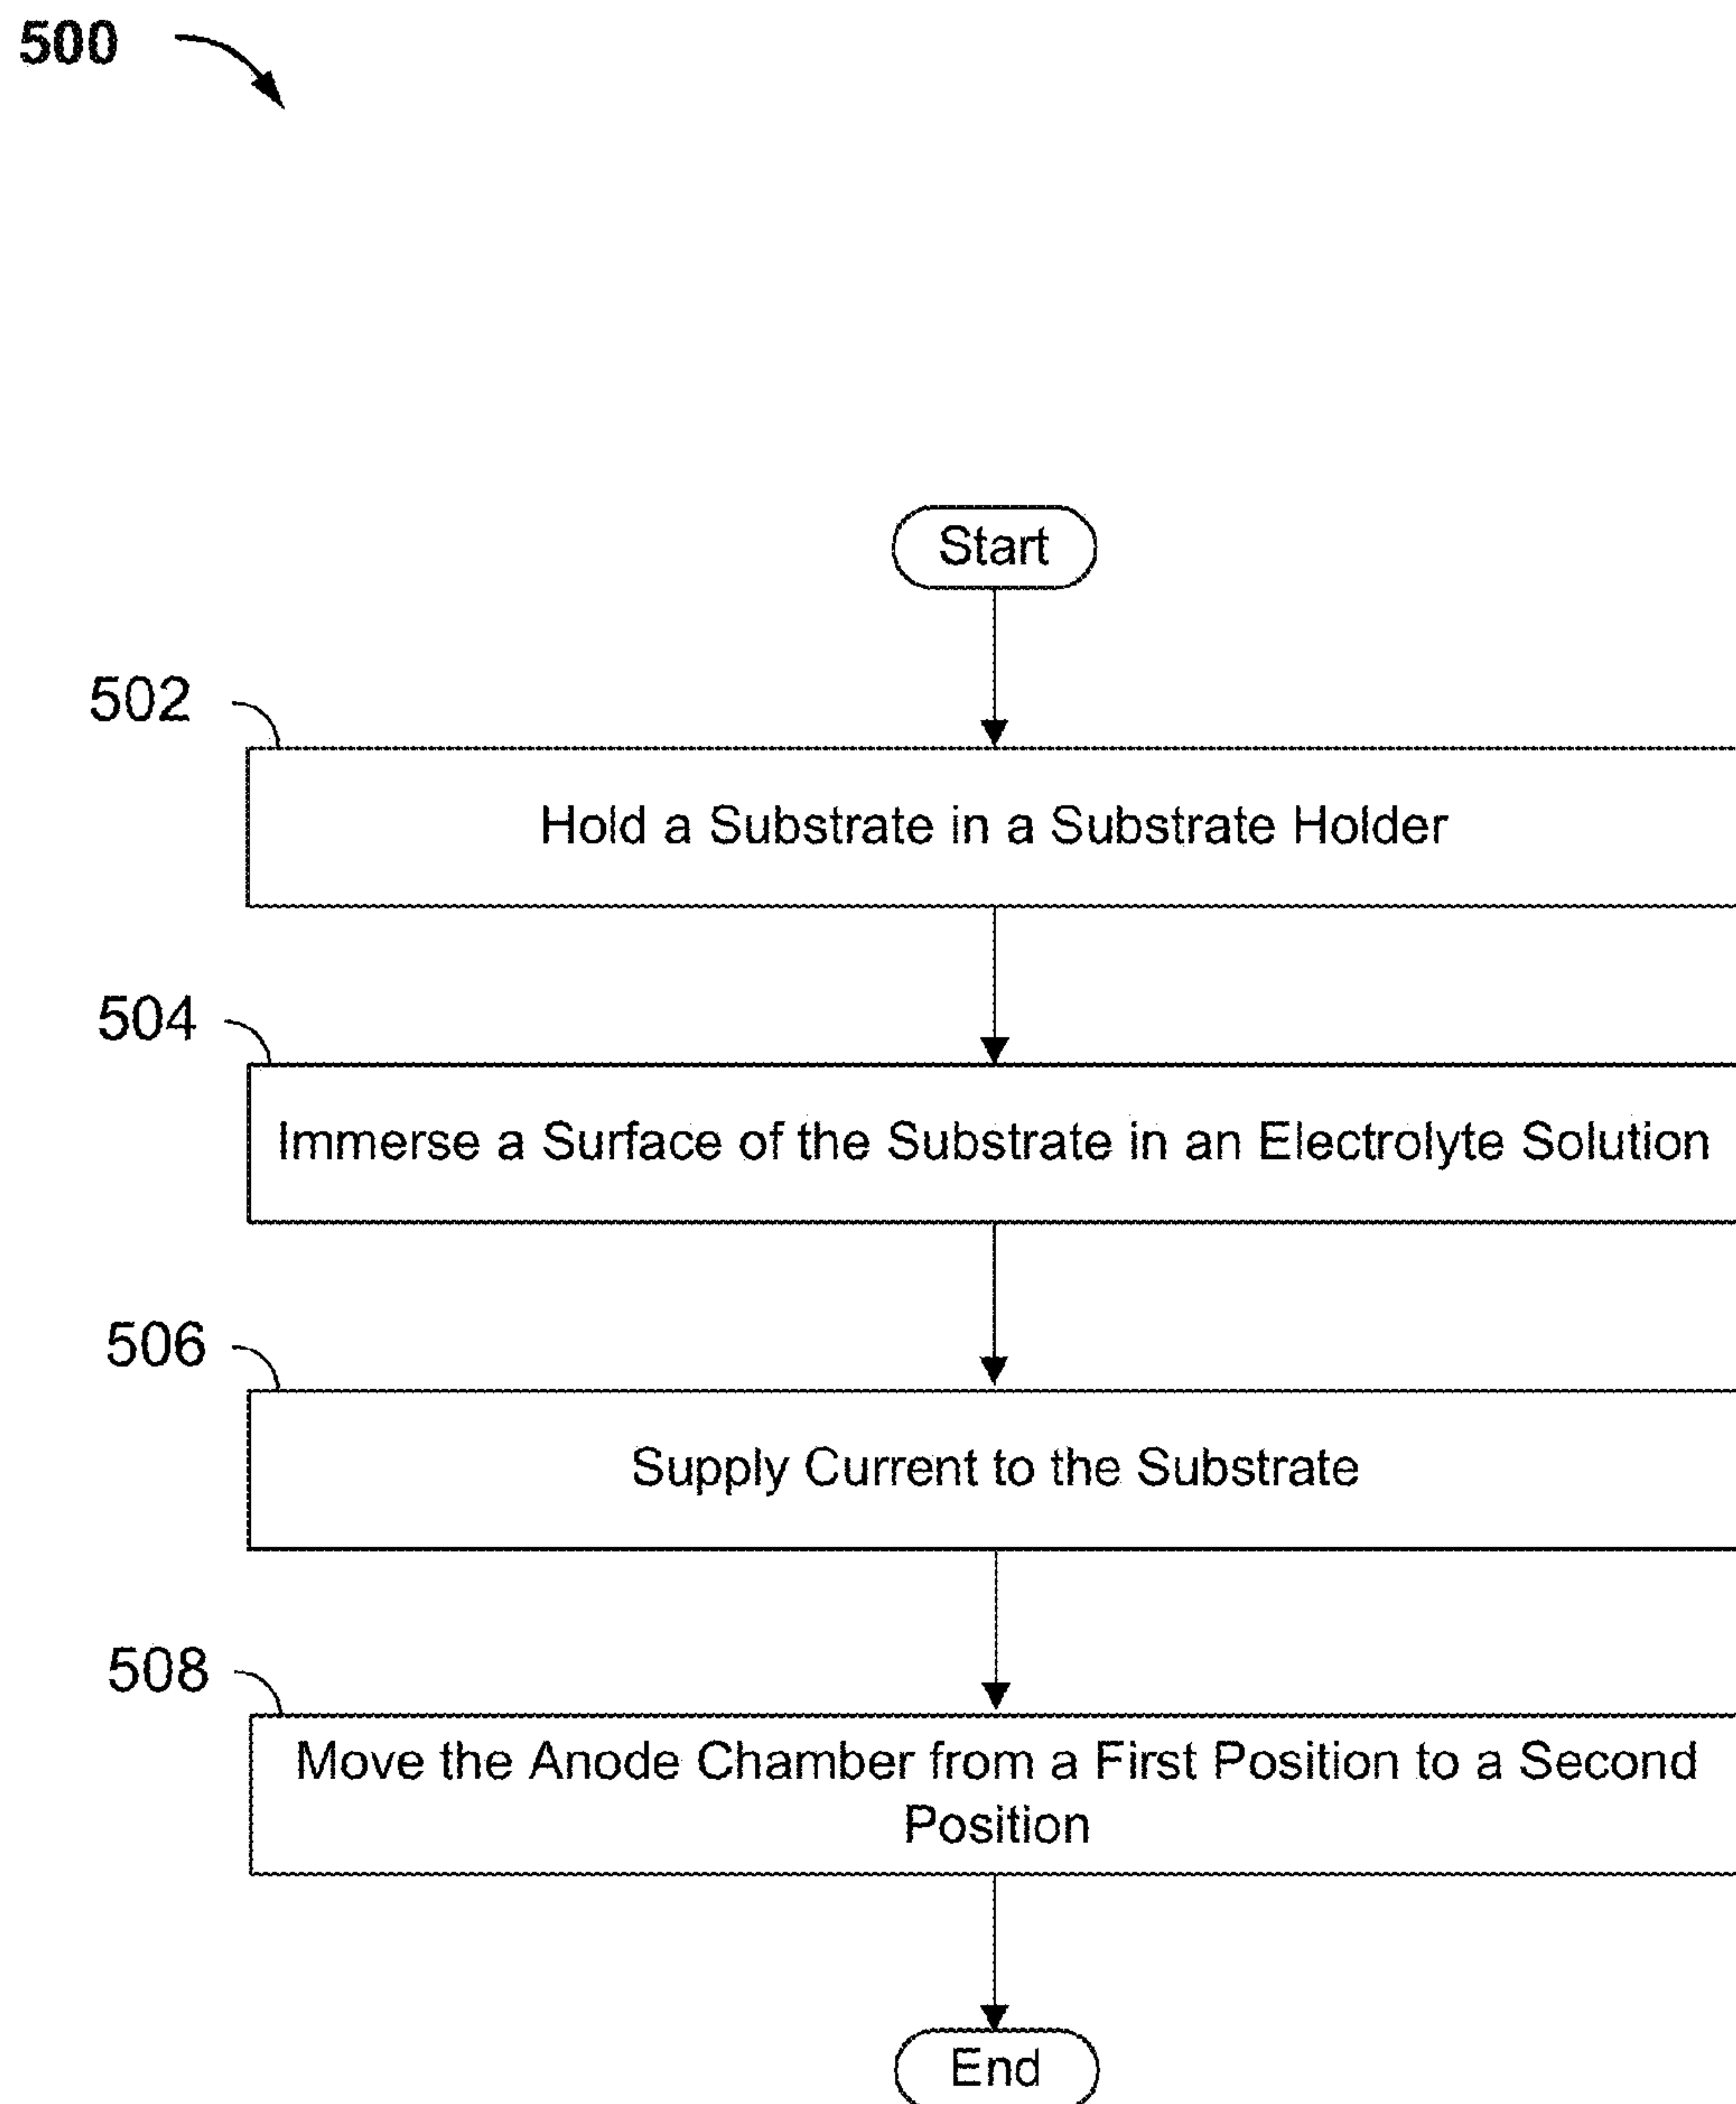 500
Start
502
Hold a Substrate in a Substrate Holder
504
Immerse a Surface of the Substrate in an Electrolyte Solution
506
Supply Current to the Substrate
508
Move the Anode Chamber from a First Position to a Second
Position
End